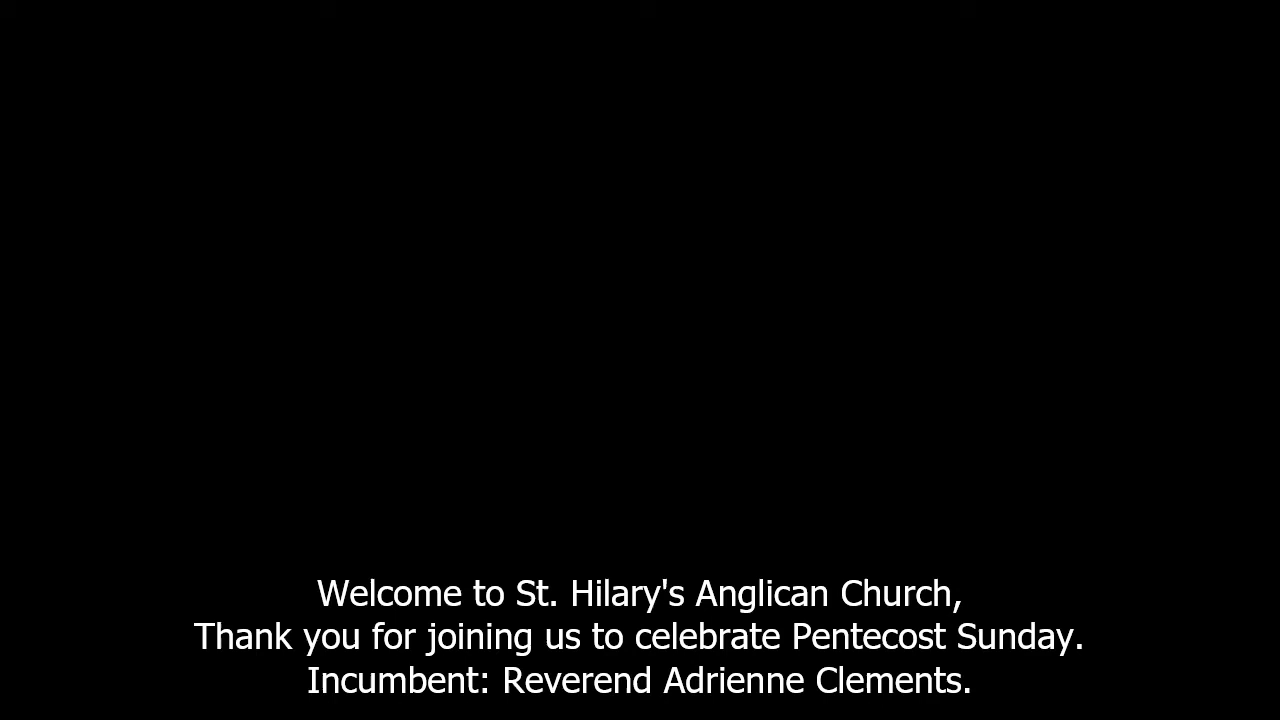 Welcome to St. Hilary's Anglican Church,
Thank you for joining us to celebrate Pentecost Sunday.
Incumbent: Reverend Adrienne Clements.